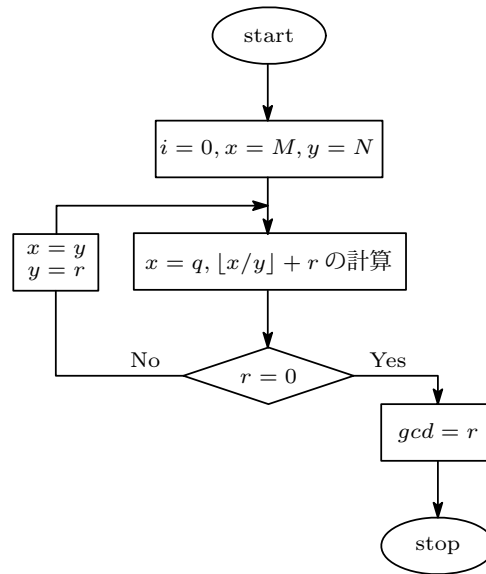 start
i = 0, x = M, y = N
x = y
y = r
x = q, ⌊x/y⌋ + r の計算
No
r = 0
Yes
gcd = r
stop